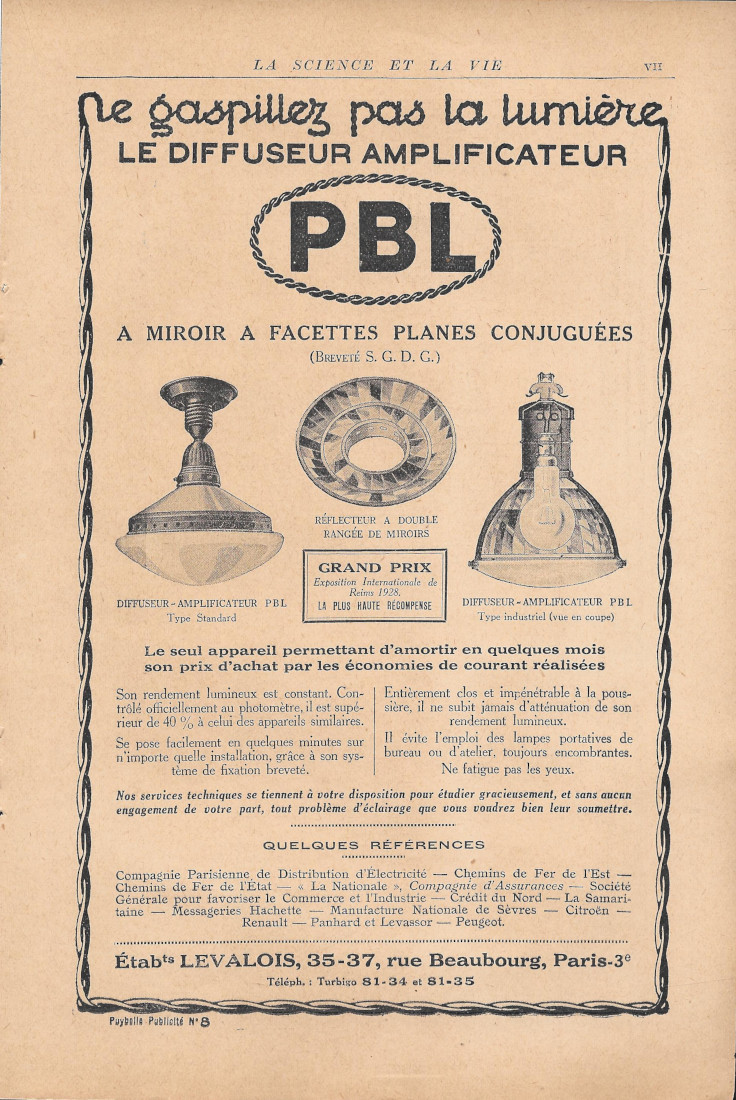 LA SCIENCE ET LA VIE
VII
Ne gaspillez pas la lumière
LE DIFFUSEUR AMPLIFICATEUR
PBL
A MIROIR A FACETTES PLANES CONJUGUÉES
(BREVETÉ S. G. D. G.)
RÉFLECTEUR A DOUBLE
RANGÉE DE MIROIRS
GRAND PRIX
Exposition Internationale de
Reims 1928.
LA PLUS HAUTE RÉCOMPENSE
DIFFUSEUR-AMPLIFICATEUR PBL
Type Standard
DIFFUSEUR-AMPLIFICATEUR PBL
Type industriel (vue en coupe)
Le seul appareil permettant d'amortir en quelques mois
son prix d'achat par les économies de courant réalisées
Son rendement lumineux est constant. Con-
trôlé officiellement au photomètre, il est supé-
rieur de 40 % à celui des appareils similaires.
Se pose facilement en quelques minutes sur
n'importe quelle installation, grâce à son sys-
tème de fixation breveté.
Entièrement clos et impénétrable à la pous-
sière, il ne subit jamais d'atténuation de son
rendement lumineux.
Il évite l'emploi des lampes portatives de
bureau ou d'atelier, toujours encombrantes.
Ne fatigue pas les yeux.
Nos services techniques se tiennent à votre disposition pour étudier gracieusement, et sans aucun
engagement de votre part, tout problème d'éclairage que vous voudrez bien leur soumettre.
QUELQUES RÉFÉRENCES
Compagnie Parisienne de Distribution d'Électricité — Chemins de Fer de l'Est —
Chemins de Fer de l'État — « La Nationale », Compagnie d'Assurances — Société
Générale pour favoriser le Commerce et l'Industrie — Crédit du Nord — La Samari-
taine — Messageries Hachette — Manufacture Nationale de Sèvres — Citroën —
Renault — Panhard et Levassor — Peugeot.
Étabts LEVALOIS, 35-37, rue Beaubourg, Paris-3e
Téléph. : Turbigo 81-34 et 81-35
Puybelle Publicité N° 8